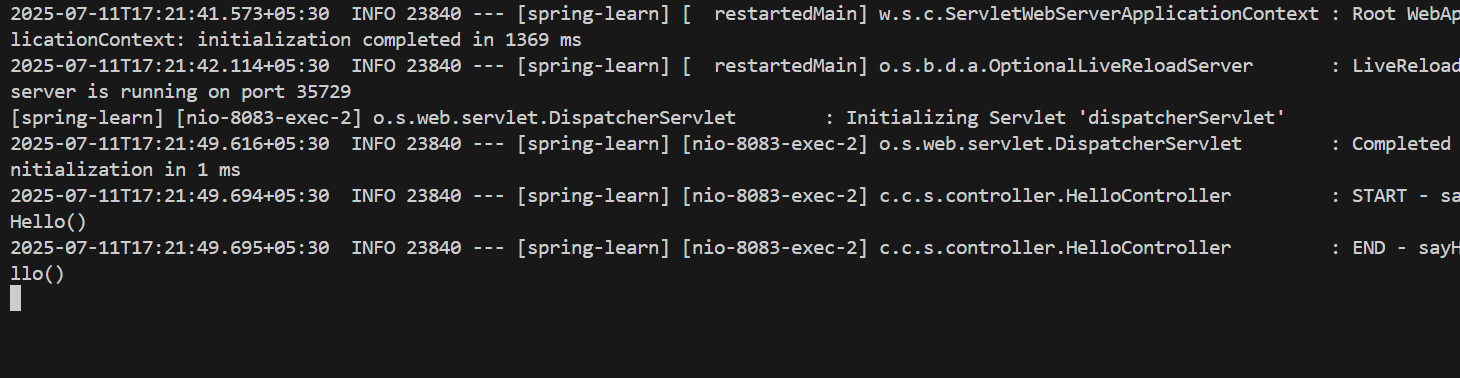 2025-07-11T17:21:41.573+05:30  INFO 23840 --- [spring-learn] [  restartedMain] w.s.c.ServletWebServerApplicationContext : Root WebAp
licationContext: initialization completed in 1369 ms
2025-07-11T17:21:42.114+05:30  INFO 23840 --- [spring-learn] [  restartedMain] o.s.b.d.a.OptionalLiveReloadServer       : LiveReload
server is running on port 35729
[spring-learn] [nio-8083-exec-2] o.s.web.servlet.DispatcherServlet        : Initializing Servlet 'dispatcherServlet'
2025-07-11T17:21:49.616+05:30  INFO 23840 --- [spring-learn] [nio-8083-exec-2] o.s.web.servlet.DispatcherServlet        : Completed
nitialization in 1 ms
2025-07-11T17:21:49.694+05:30  INFO 23840 --- [spring-learn] [nio-8083-exec-2] c.c.s.controller.HelloController         : START - sa
Hello()
2025-07-11T17:21:49.695+05:30  INFO 23840 --- [spring-learn] [nio-8083-exec-2] c.c.s.controller.HelloController         : END - sayH
llo()